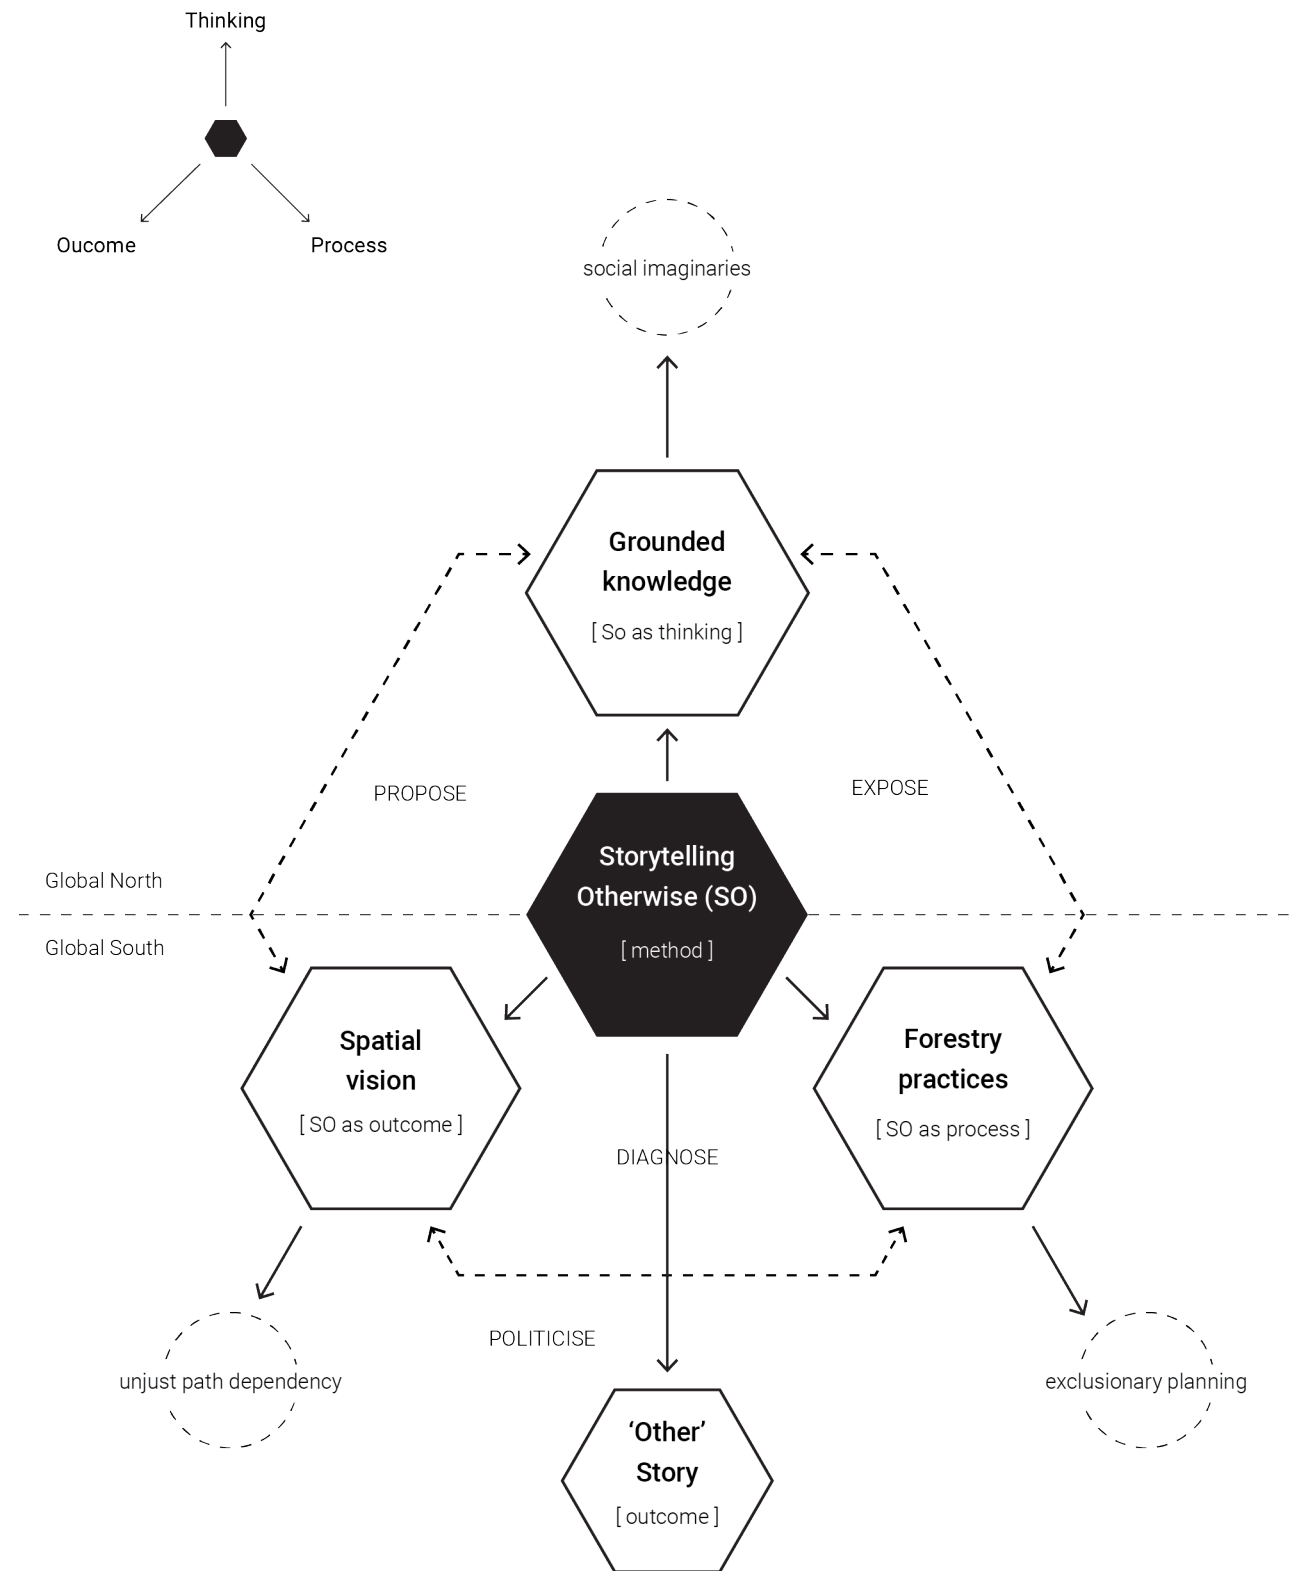 Thinking
Oucome
Process
social imaginaries
Grounded
knowledge
[ So as thinking ]
PROPOSE
EXPOSE
Storytelling
Otherwise (SO)
[ method ]
Global North
Global South
Spatial
vision
[ SO as outcome ]
Forestry
practices
[ SO as process ]
DIAGNOSE
POLITICISE
unjust path dependency
exclusionary planning
‘Other’
Story
[ outcome ]